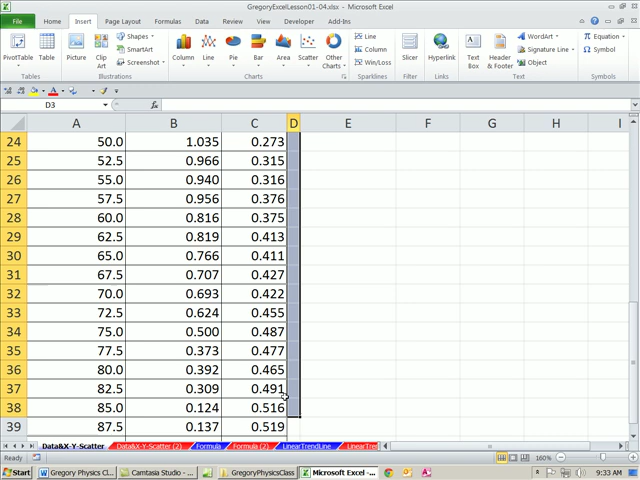 GregoryExcelLesson01-04.xlsx - Microsoft Excel
File Home Insert Page Layout Formulas Data Review View Developer Add-Ins
PivotTable Table Picture Clip Art Shapes SmartArt Screenshot Column Line Pie Bar Area Scatter Other Charts Line Column Win/Loss Slicer Hyperlink Text Box Header & Footer WordArt Signature Line Object Equation Symbol
Tables Illustrations Charts Sparklines Filter Links Text Symbols
D3 fx
A B C D E F G H I
24 50.0 1.035 0.273
25 52.5 0.966 0.315
26 55.0 0.940 0.316
27 57.5 0.956 0.376
28 60.0 0.816 0.375
29 62.5 0.819 0.413
30 65.0 0.766 0.411
31 67.5 0.707 0.427
32 70.0 0.693 0.422
33 72.5 0.624 0.455
34 75.0 0.500 0.487
35 77.5 0.373 0.477
36 80.0 0.392 0.465
37 82.5 0.309 0.491
38 85.0 0.124 0.516
39 87.5 0.137 0.519
Data&X-Y-Scatter Data&X-Y-Scatter (2) Formula Formula (2) LinearTrendLine LinearTrend
Ready 160%
Start Gregory Physics Cl... Camtasia Studio - ... GregoryPhysicsClass Microsoft Excel - ... 9:33 AM